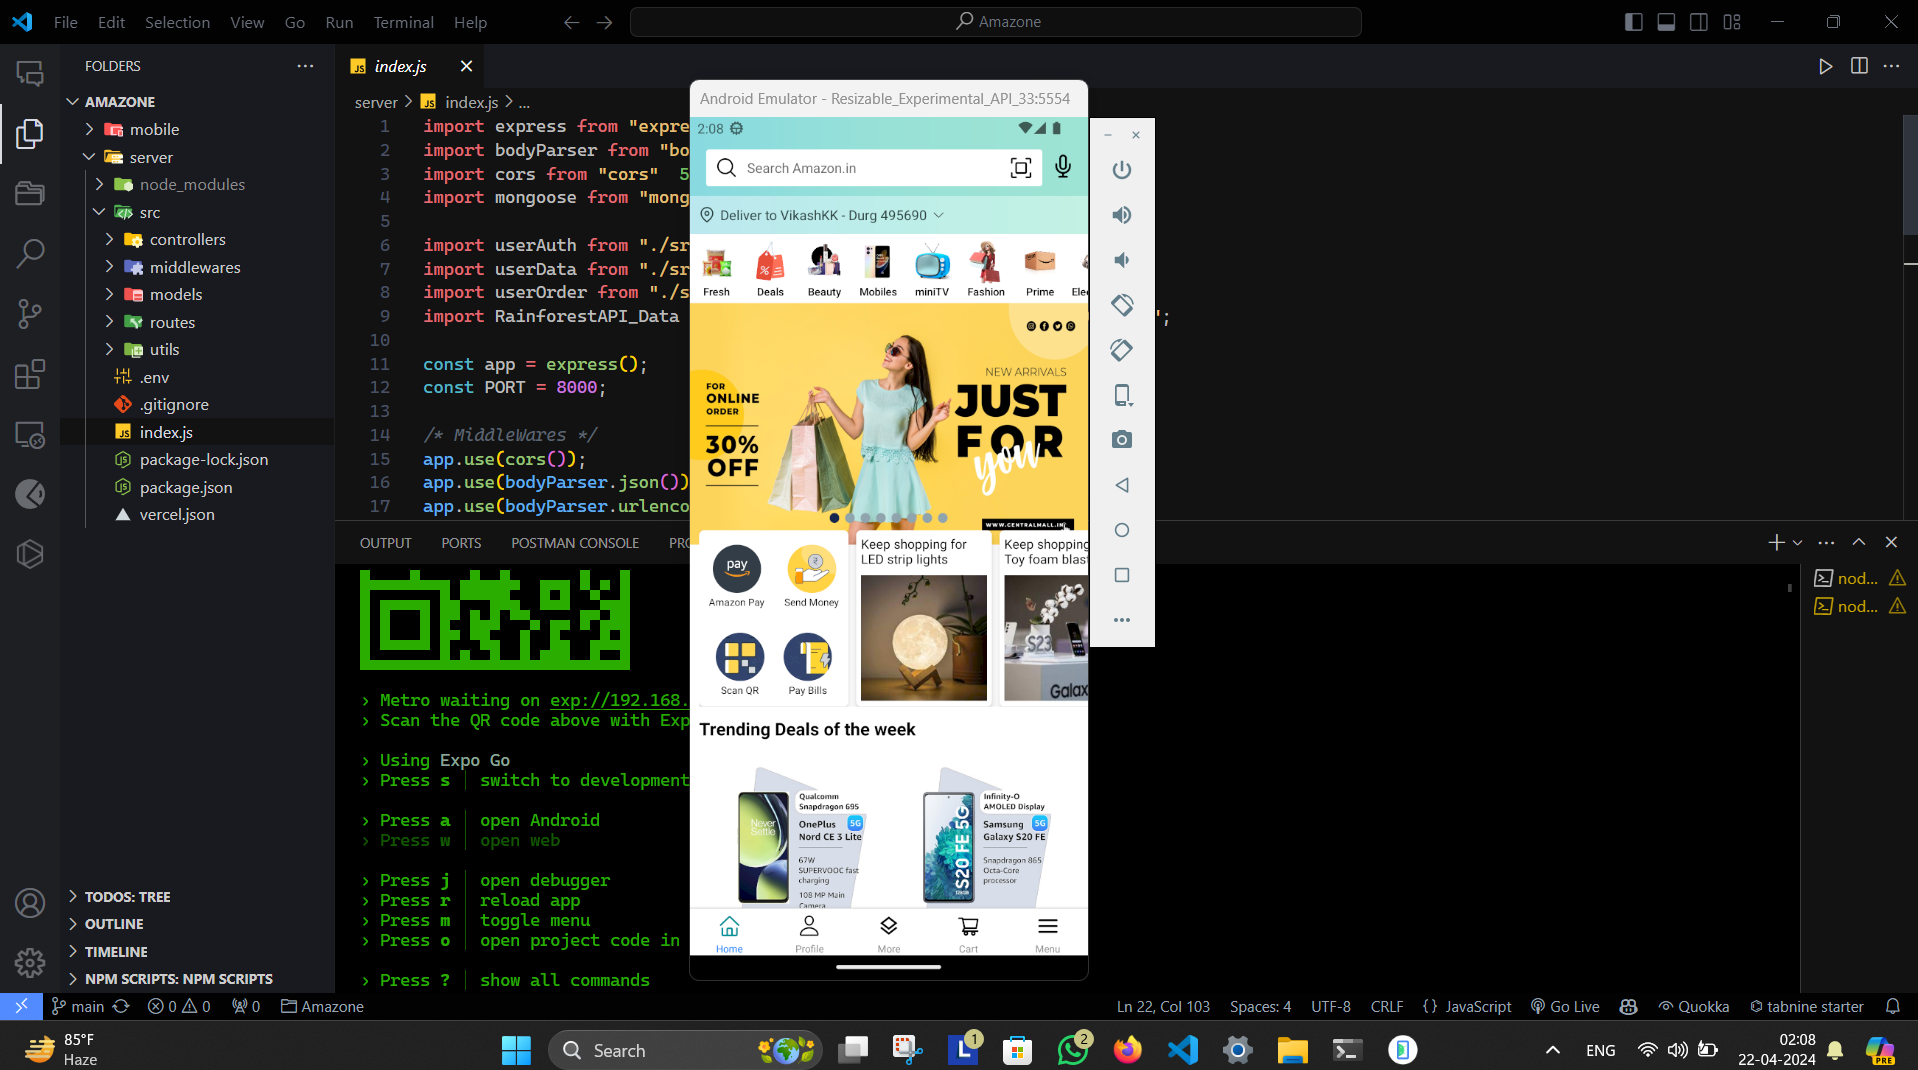 File Edit Selection View Go Run Terminal Help
Amazone
FOLDERS
AMAZONE
mobile
server
node_modules
src
controllers
middlewares
models
routes
utils
.env
.gitignore
index.js
package-lock.json
package.json
vercel.json
TODOS: TREE
OUTLINE
TIMELINE
NPM SCRIPTS: NPM SCRIPTS
index.js
server > index.js > ...
1 import express from "expre
2 import bodyParser from "bo
3 import cors from "cors" 5
4 import mongoose from "mong
5
6 import userAuth from "./sr
7 import userData from "./sr
8 import userOrder from "./s
9 import RainforestAPI_Data ";
10
11 const app = express();
12 const PORT = 8000;
13
14 /* MiddleWares */
15 app.use(cors());
16 app.use(bodyParser.json())
17 app.use(bodyParser.urlenco
OUTPUT PORTS POSTMAN CONSOLE PRO
› Metro waiting on exp://192.168.
› Scan the QR code above with Exp
› Using Expo Go
› Press s │ switch to development
› Press a │ open Android
› Press w │ open web
› Press j │ open debugger
› Press r │ reload app
› Press m │ toggle menu
› Press o │ open project code in
› Press ? │ show all commands
nod...
nod...
Android Emulator - Resizable_Experimental_API_33:5554
2:08
Search Amazon.in
Deliver to VikashKK - Durg 495690
Fresh Deals Beauty Mobiles miniTV Fashion Prime Elec
FOR
ONLINE
ORDER
30%
OFF
NEW ARRIVALS
JUST
FOR
you
WWW.CENTRALMALL.IN
pay
Amazon Pay
Send Money
Scan QR
Pay Bills
Keep shopping for
LED strip lights
Keep shopping
Toy foam blast
S23
Galax
Trending Deals of the week
Never
Settle
Qualcomm
Snapdragon 695
OnePlus 5G
Nord CE 3 Lite
67W
SUPERVOOC fast
charging
108 MP Main
Camera
S20 FE 5G
Infinity-O
AMOLED Display
Samsung 5G
Galaxy S20 FE
Snapdragon 865
Octa-Core
processor
Home Profile More Cart Menu
main 0 0 0 Amazone
Ln 22, Col 103 Spaces: 4 UTF-8 CRLF {} JavaScript Go Live Quokka tabnine starter
85°F
Haze
Search
L
1
2
PRE
ENG
02:08
22-04-2024